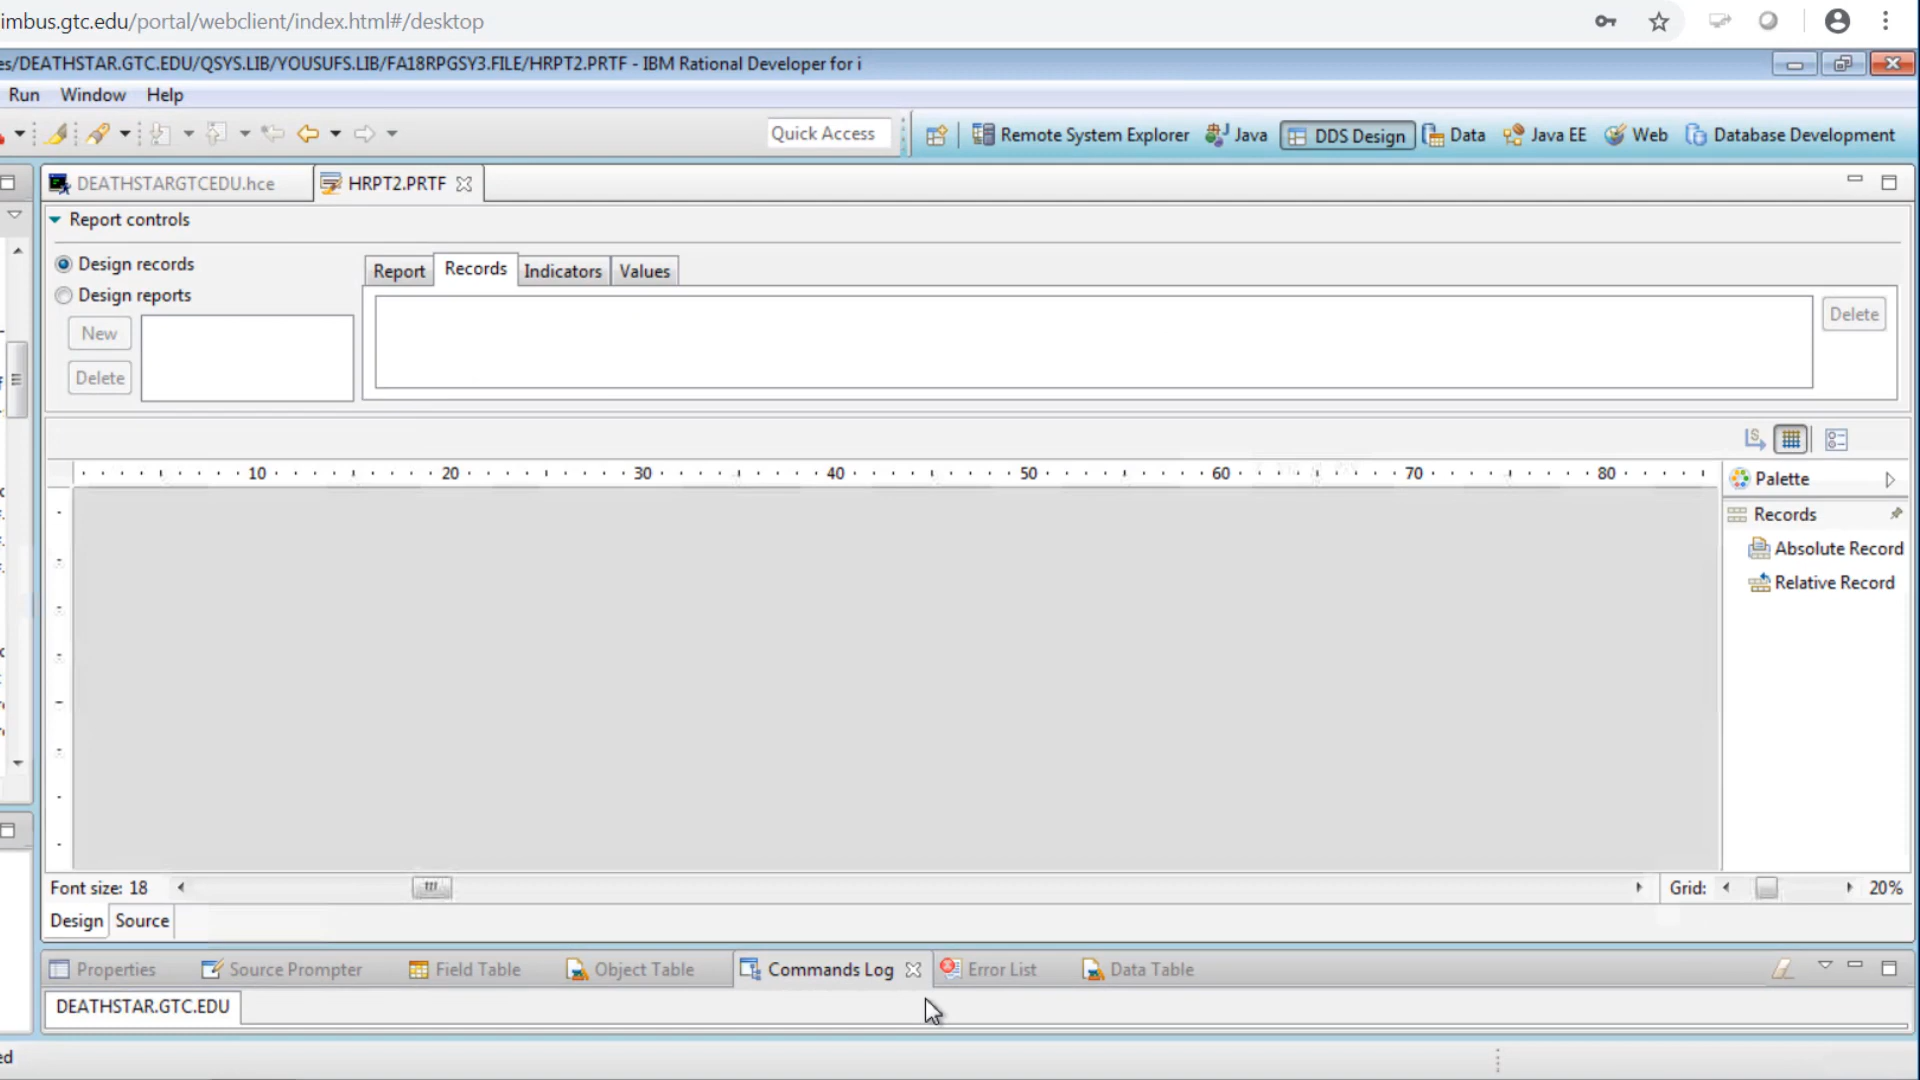 imbus.gtc.edu/portal/webclient/index.html#/desktop
es/DEATHSTAR.GTC.EDU/QSYS.LIB/YOUSUFS.LIB/FA18RPGSY3.FILE/HRPT2.PRTF - IBM Rational Developer for i
Run Window Help
Quick Access Remote System Explorer Java DDS Design Data Java EE Web Database Development
DEATHSTARGTCEDU.hce HRPT2.PRTF
Report controls
Design records
Report Records Indicators Values
Design reports
New
Delete
Delete
10 20 30 40 50 60 70 80
Palette
Records
Absolute Record
Relative Record
Font size: 18 Grid: 20%
Design Source
Properties Source Prompter Field Table Object Table Commands Log Error List Data Table
DEATHSTAR.GTC.EDU
ed